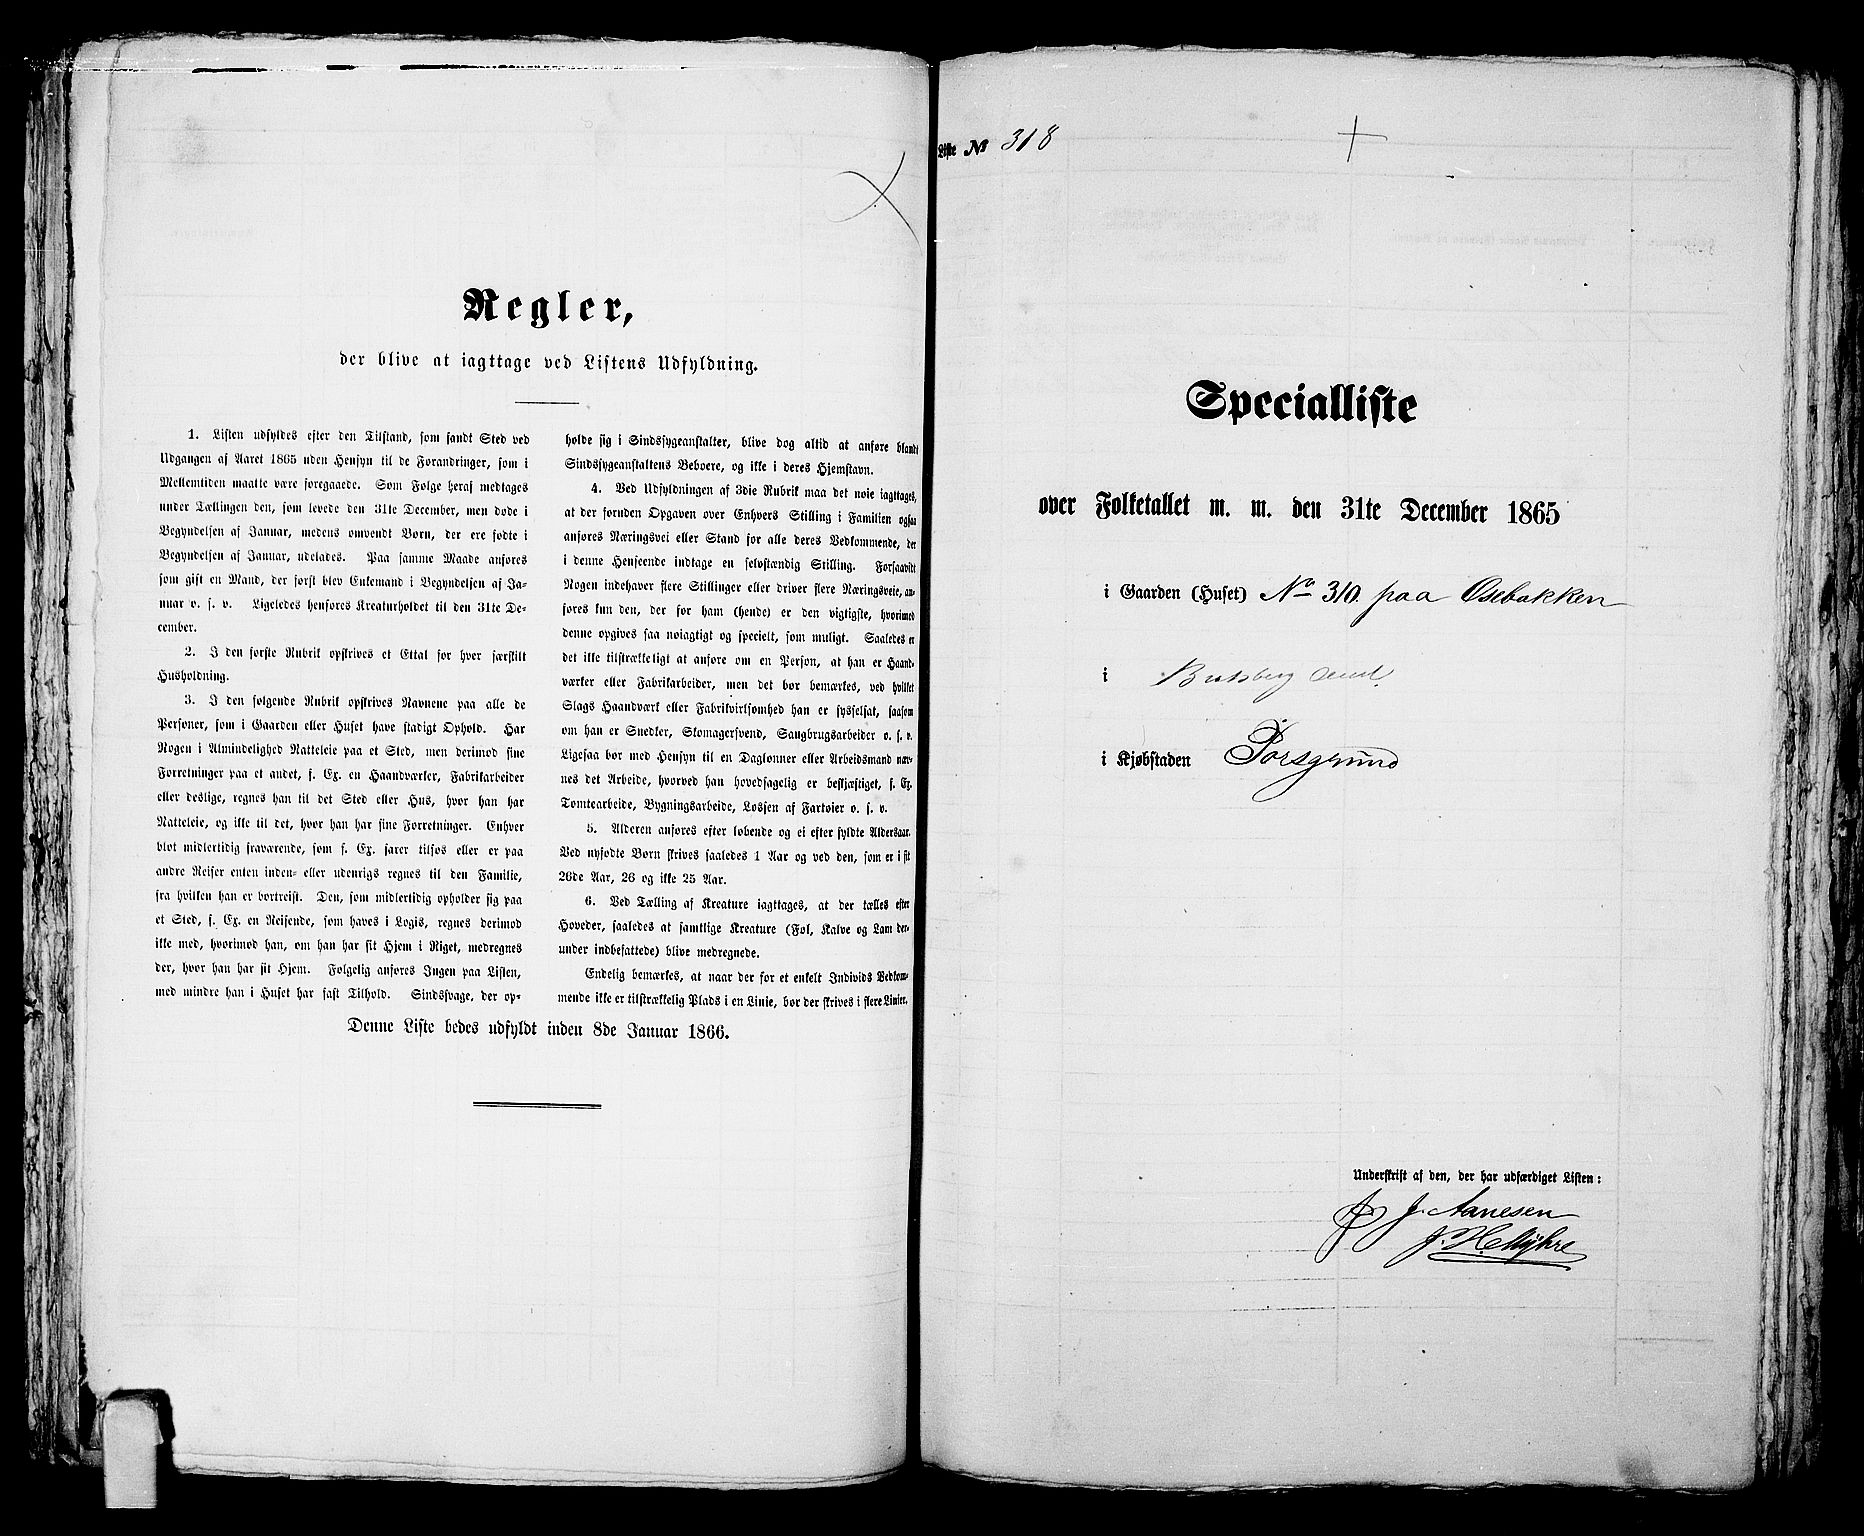 Regler,
der blive at iagttage ved Listens Udfyldning.
1. Listen udfyldes efter den Tilstand, som fandt Sted ved
Udgangen af Aaret 1865 uden Hensyn til de Forandringer, som i
Mellemtiden maatte være foregaaede. Som Følge heraf medtages
under Tællingen den, som levede den 31te December, men døde i
Begyndelsen af Januar, medens omvendt Børn, der ere fødte i
Begyndelsen af Januar, udelades. Paa samme Maade anføres
som gift en Mand, der først blev Enkemand i Begyndelsen af Ja-
nuar o. s. v. Ligeledes henføres Kreaturholdet til den 31te De-
cember.
2. I den første Rubrik opskrives et Ettal for hver særskilt
Husholdning.
3. I den følgende Rubrik opskrives Navnene paa alle de
Personer, som i Gaarden eller Huset have stadigt Ophold. Har
Nogen i Almindelighed Natteleie paa et Sted, men derimod sine
Forretninger paa et andet, f. Ex. en Haandværker, Fabrikarbeider
eller deslige, regnes han til det Sted eller Hus, hvor han har
Natteleie, og ikke til det, hvor han har sine Forretninger. Enhver
blot midlertidig fraværende, som f. Ex. farer tilsøs eller er paa
andre Reiser enten inden- eller udenrigs regnes til den Familie,
fra hvilken han er bortreist. Den, som midlertidig opholder sig paa
et Sted, f. Ex. en Reisende, som haves i Logis, regnes derimod
ikke med, hvorimod han, om han har sit Hjem i Riget, medregnes
der, hvor han har sit Hjem. Følgelig anføres Ingen paa Listen,
med mindre han i Huset har fast Tilhold. Sindssvage, der op-
holde sig i Sindssygeanstalter, blive dog altid at anføre blandt
Sindssygeanstaltens Beboere, og ikke i deres Hjemstavn.
4. Ved Udfyldningen af 3die Rubrik maa det nøie iagttages,
at der foruden Opgaven over Enhvers Stilling i Familien ogsaa
anføres Næringsvei eller Stand for alle deres Vedkommende, der
i denne Henseende indtage en selvstændig Stilling. Forsaavidt
Nogen indehaver flere Stillinger eller driver flere Næringsveie, an-
føres kun den, der for ham (hende) er den vigtigste, hvorimod
denne opgives saa nøiagtigt og specielt, som muligt. Saaledes er
det ikke tilstrækkeligt at anføre om en Person, at han er Haand-
værker eller Fabrikarbeider, men det bør bemærkes, ved hvilket
Slags Haandværk eller Fabrikvirksomhed han er sysselsat, saasom
om han er Snedker, Skomagersvend, Saugbrugsarbeider o. s. v.
Ligesaa bør med Hensyn til en Daglønner eller Arbeidsmand næv-
nes det Arbeide, hvorved han hovedsagelig er beskjæftiget, f. Ex.
Tomtearbeide, Bygningsarbeide, Losfen af Fartøier o. s. v.
5. Alderen anføres efter løbende og ei efter fyldte Aldersaar.
Ved nyfødte Børn skrives saaledes 1 Aar og ved den, som er i sit
26de Aar, 26 og ikke 25 Aar.
6. Ved Tælling af Kreature iagttages, at der tælles efter
Hoveder, saaledes at samtlige Kreature (Føl, Kalve og Lam der-
under indbefattede) blive medregnede.
Endelig bemærkes, at naar der for et enkelt Individs Vedkom-
mende ikke er tilstrækkelig Plads i en Linie, bør der skrives i flere Linier.
Denne Liste bedes udfyldt inden 8de Januar 1866.
Liste № 318
Specialliste
over Folketallet m. m. den 31te December 1865
i Gaarden (Huset) No 310. paa Osebakken
i
i Kjøbstaden Porsgrund
Underskrift af den, der har udfærdiget Listen:
J. Aanesen
J. H. Myhre